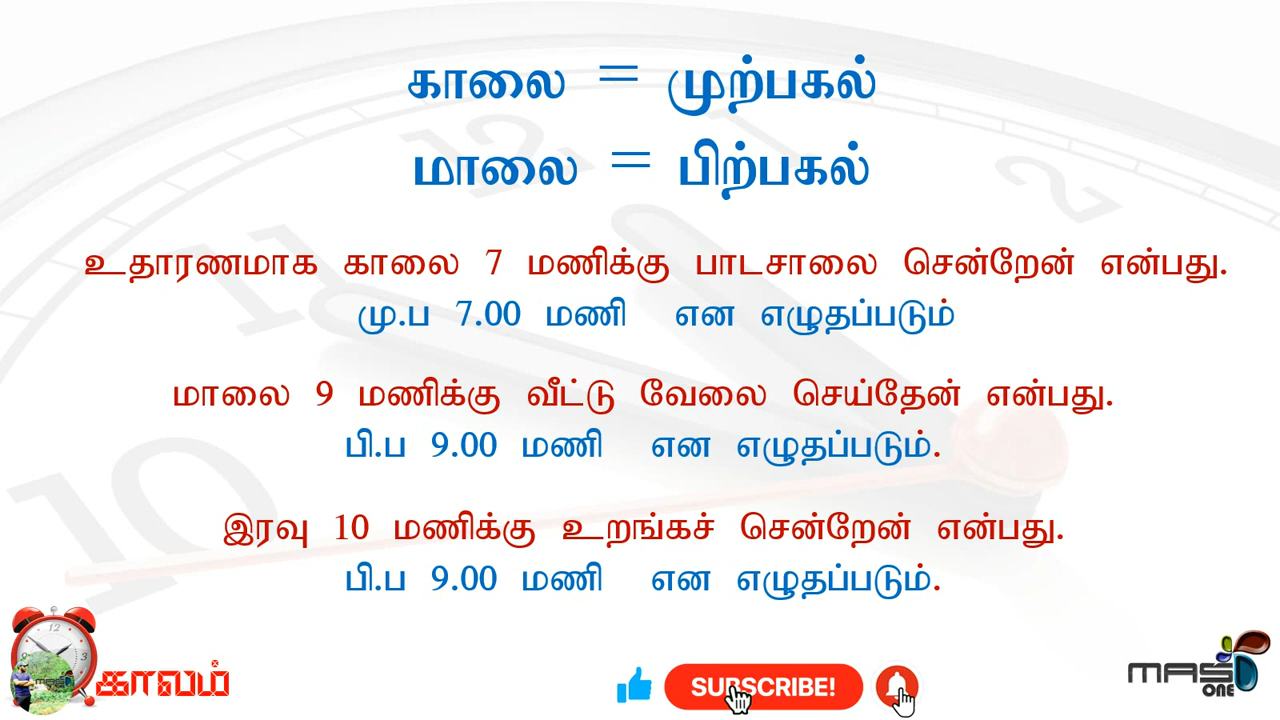 காலை = முற்பகல்
மாலை = பிற்பகல்
உதாரணமாக காலை 7 மணிக்கு பாடசாலை சென்றேன் என்பது.
மு.ப 7.00 மணி என எழுதப்படும்
மாலை 9 மணிக்கு வீட்டு வேலை செய்தேன் என்பது.
பி.ப 9.00 மணி என எழுதப்படும்.
இரவு 10 மணிக்கு உறங்கச் சென்றேன் என்பது.
பி.ப 9.00 மணி என எழுதப்படும்.
காலம்
SUBSCRIBE!
MAS
ONE